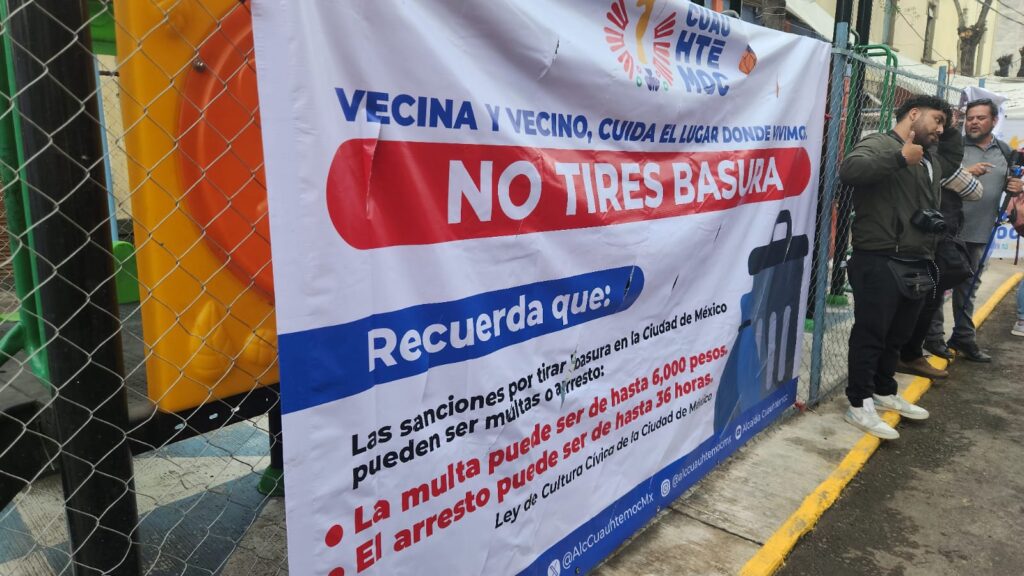 CUAU
HTÉ
MOC
VECINA Y VECINO, CUIDA EL LUGAR DONDE VIVIMO
NO TIRES BASURA
Recuerda que:
Las sanciones por tirar basura en la Ciudad de México
pueden ser multas o arresto:
• La multa puede ser de hasta 6,000 pesos.
• El arresto puede ser de hasta 36 horas.
Ley de Cultura Cívica de la Ciudad de México
@AlcCuauhtemocMx
@alccuauhtemocmx
Alcaldía Cuauhtémoc